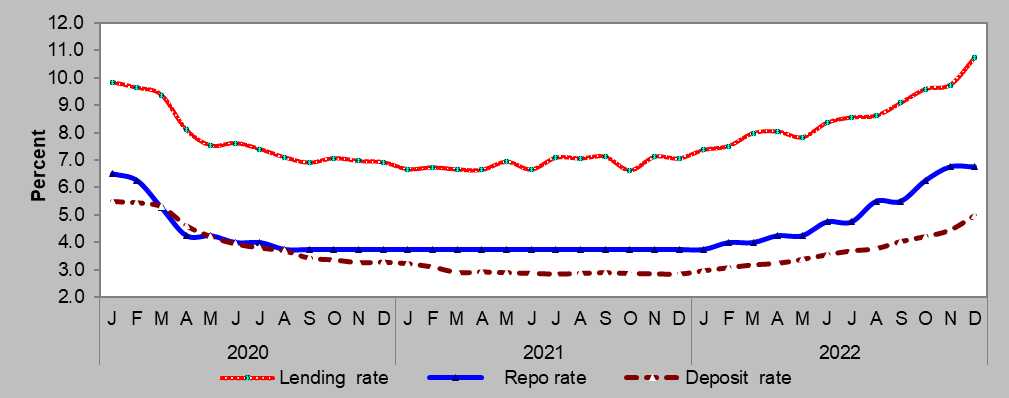 12.0
11.0
10.0
9.0
8.0
7.0
6.0
5.0
4.0
3.0
2.0
Percent
J F M A M J J A S O N D J F M A M J J A S O N D J F M A M J J A S O N D
2020 2021 2022
Lending rate Repo rate Deposit rate